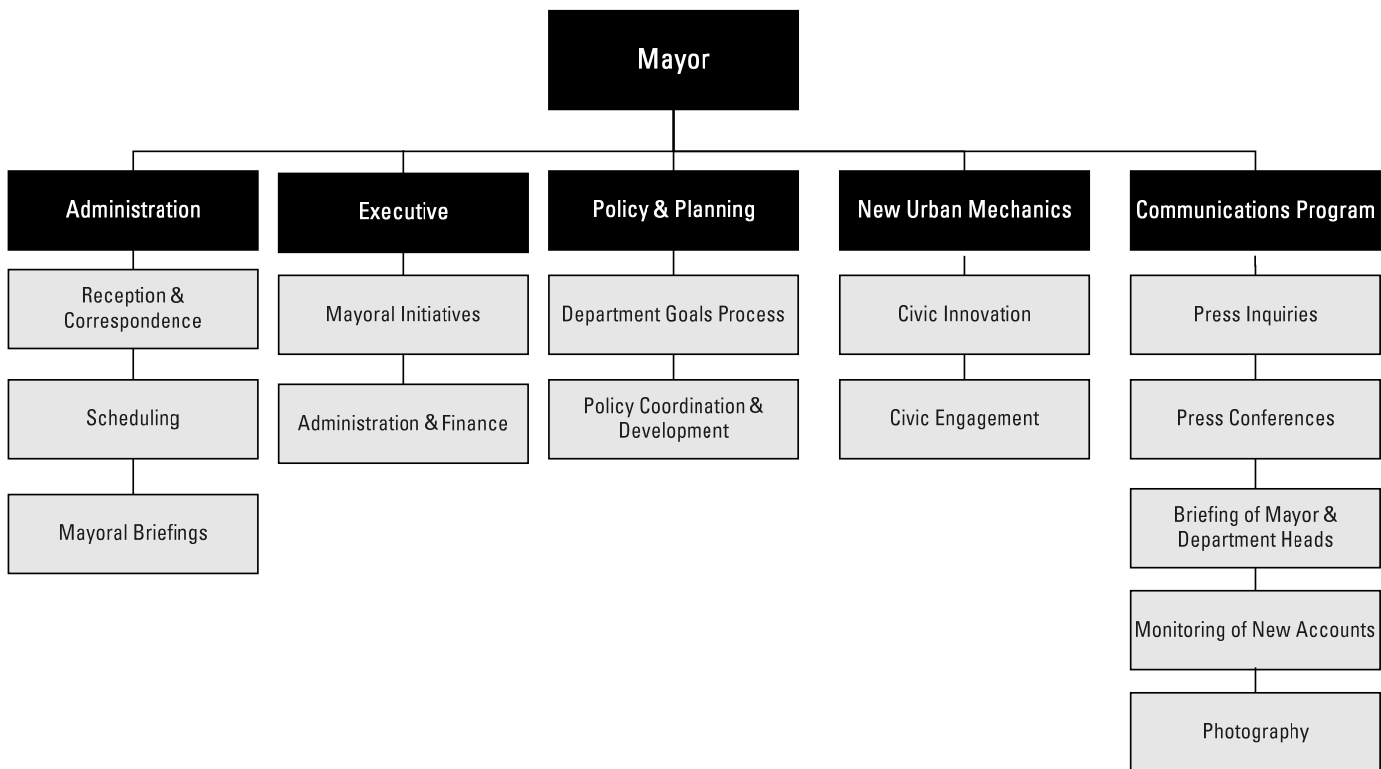 Mayor
Administration
Executive
Policy & Planning
New Urban Mechanics
Communications Program
Reception &
Correspondence
Mayoral Initiatives
Department Goals Process
Civic Innovation
Press Inquiries
Scheduling
Administration & Finance
Policy Coordination &
Development
Civic Engagement
Press Conferences
Mayoral Briefings
Briefing of Mayor &
Department Heads
Monitoring of New Accounts
Photography